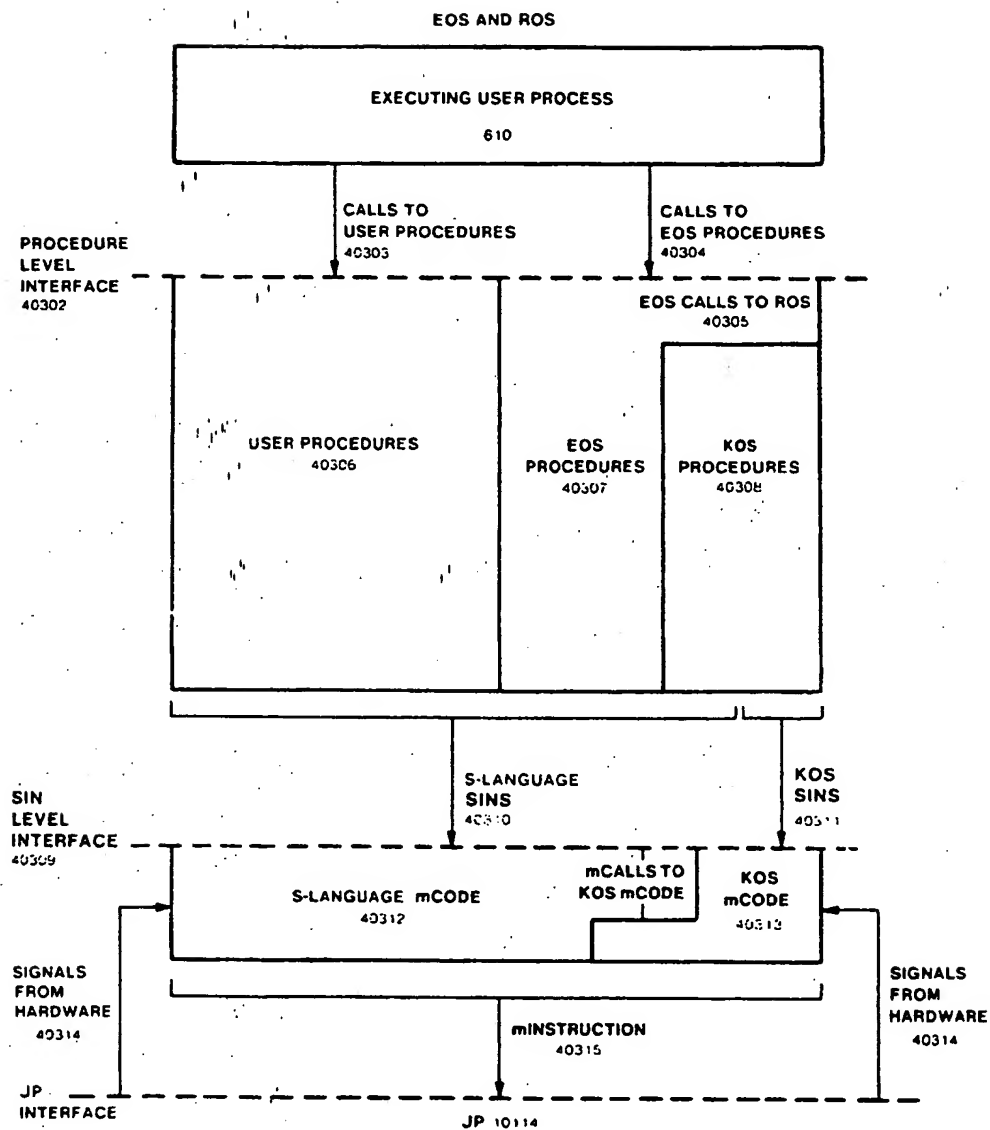 EOS AND ROS
EXECUTING USER PROCESS
610
CALLS TO
USER PROCEDURES
40303
CALLS TO
EOS PROCEDURES
40304
PROCEDURE
LEVEL
INTERFACE
40302
EOS CALLS TO ROS
40305
USER PROCEDURES
40306
EOS
PROCEDURES
40307
KOS
PROCEDURES
40308
S-LANGUAGE
SINS
40310
KOS
SINS
40311
SIN
LEVEL
INTERFACE
40309
S-LANGUAGE mCODE
40312
mCALLS TO
KOS mCODE
KOS
mCODE
40313
SIGNALS
FROM
HARDWARE
40314
mINSTRUCTION
40315
SIGNALS
FROM
HARDWARE
40314
JP
INTERFACE
JP 10114